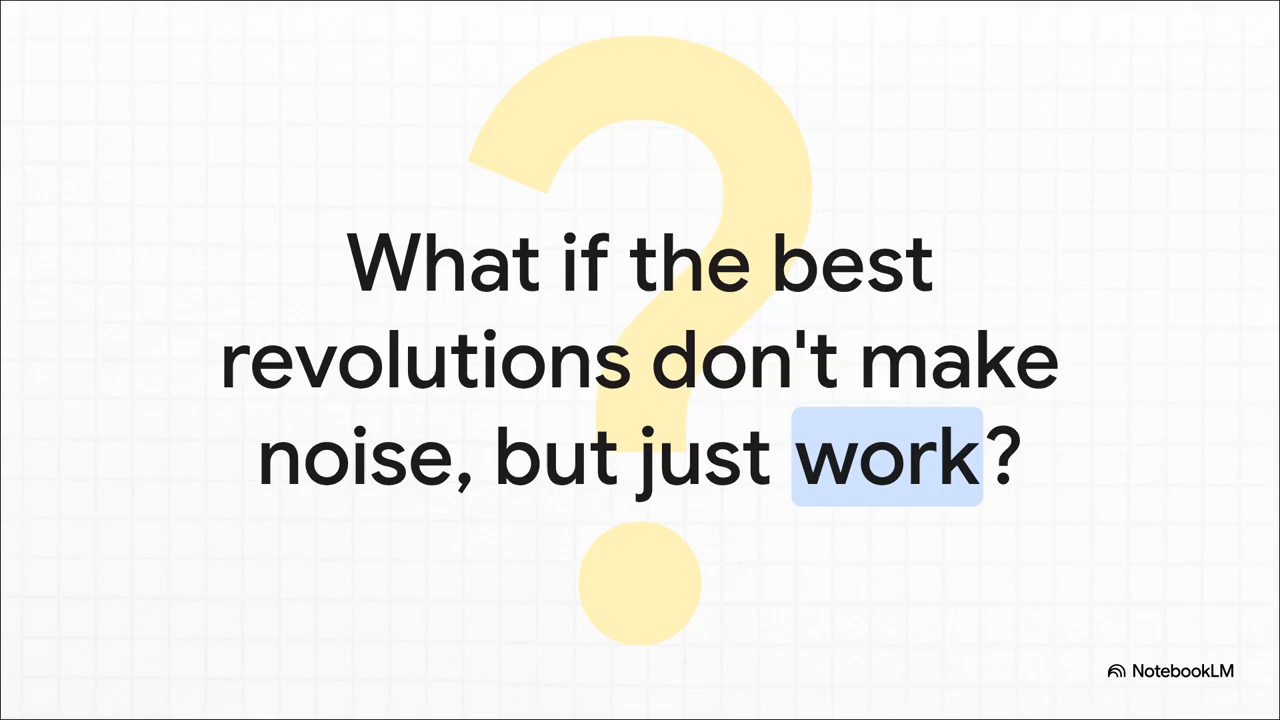 What if the best
revolutions don't make
noise, but just work?
NotebookLM